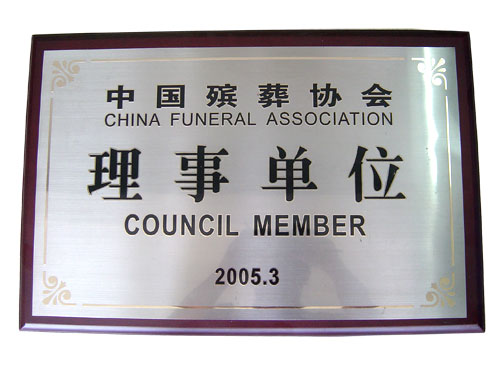 中国殡葬协会
CHINA FUNERAL ASSOCIATION
理事单位
COUNCIL MEMBER
2005.3